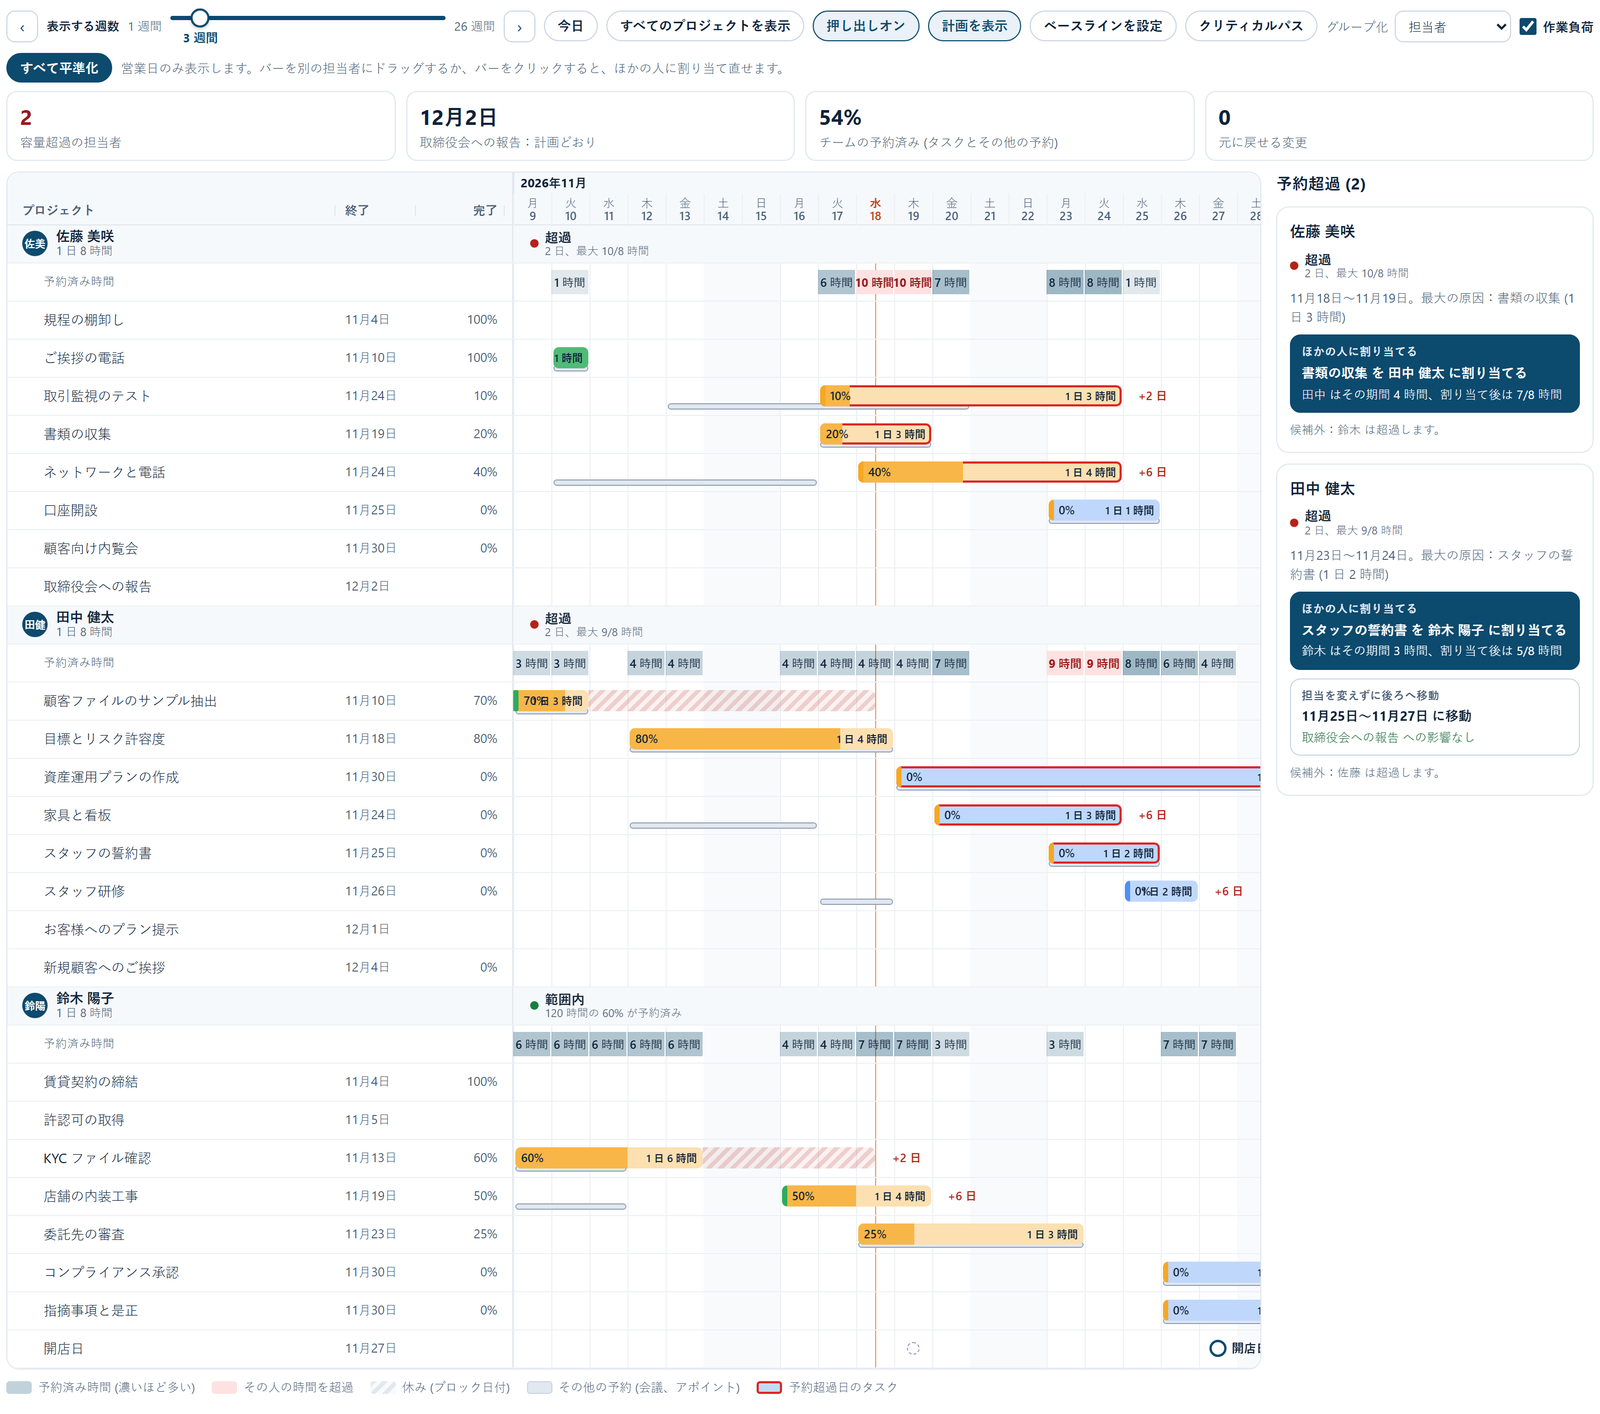 ‹ 表示する週数 1 週間 3 週間 26 週間 › 今日 すべてのプロジェクトを表示 押し出しオン 計画を表示 ベースラインを設定 クリティカルパス グループ化 担当者 作業負荷
すべて平準化 営業日のみ表示します。バーを別の担当者にドラッグするか、バーをクリックすると、ほかの人に割り当て直せます。
2
容量超過の担当者
12月2日
取締役会への報告：計画どおり
54%
チームの予約済み (タスクとその他の予約)
0
元に戻せる変更
2026年11月
プロジェクト 終了 完了
月 火 水 木 金 土 日 月 火 水 木 金 土 日 月 火 水 木 金 土
9 10 11 12 13 14 15 16 17 18 19 20 21 22 23 24 25 26 27 28
佐美 佐藤 美咲
1 日 8 時間
超過
2 日、最大 10/8 時間
予約済み時間 1 時間 6 時間 10 時間 10 時間 7 時間 8 時間 8 時間 1 時間
規程の棚卸し 11月4日 100%
ご挨拶の電話 11月10日 100% 1 時間
取引監視のテスト 11月24日 10% 10% 1 日 3 時間 +2 日
書類の収集 11月19日 20% 20% 1 日 3 時間
ネットワークと電話 11月24日 40% 40% 1 日 4 時間 +6 日
口座開設 11月25日 0% 0% 1 日 1 時間
顧客向け内覧会 11月30日 0%
取締役会への報告 12月2日
田健 田中 健太
1 日 8 時間
超過
2 日、最大 9/8 時間
予約済み時間 3 時間 3 時間 4 時間 4 時間 4 時間 4 時間 4 時間 4 時間 7 時間 9 時間 9 時間 8 時間 6 時間 4 時間
顧客ファイルのサンプル抽出 11月10日 70% 70% 1 日 3 時間
目標とリスク許容度 11月18日 80% 80% 1 日 4 時間
資産運用プランの作成 11月30日 0% 0%
家具と看板 11月24日 0% 0% 1 日 3 時間 +6 日
スタッフの誓約書 11月25日 0% 0% 1 日 2 時間
スタッフ研修 11月26日 0% 0% 1 日 2 時間 +6 日
お客様へのプラン提示 12月1日
新規顧客へのご挨拶 12月4日 0%
鈴陽 鈴木 陽子
1 日 8 時間
範囲内
120 時間の 60% が予約済み
予約済み時間 6 時間 6 時間 6 時間 6 時間 6 時間 4 時間 4 時間 7 時間 7 時間 3 時間 3 時間 7 時間 7 時間
賃貸契約の締結 11月4日 100%
許認可の取得 11月5日
KYC ファイル確認 11月13日 60% 60% 1 日 6 時間 +2 日
店舗の内装工事 11月19日 50% 50% 1 日 4 時間 +6 日
委託先の審査 11月23日 25% 25% 1 日 3 時間
コンプライアンス承認 11月30日 0% 0%
指摘事項と是正 11月30日 0% 0%
開店日 11月27日 開店日
予約超過 (2)
佐藤 美咲
超過
2 日、最大 10/8 時間
11月18日～11月19日。最大の原因：書類の収集 (1
日 3 時間)
ほかの人に割り当てる
書類の収集 を 田中 健太 に割り当てる
田中 はその期間 4 時間、割り当て後は 7/8 時間
候補外：鈴木 は超過します。
田中 健太
超過
2 日、最大 9/8 時間
11月23日～11月24日。最大の原因：スタッフの誓
約書 (1 日 2 時間)
ほかの人に割り当てる
スタッフの誓約書 を 鈴木 陽子 に割り当てる
鈴木 はその期間 3 時間、割り当て後は 5/8 時間
担当を変えずに後ろへ移動
11月25日～11月27日 に移動
取締役会への報告 への影響なし
候補外：佐藤 は超過します。
予約済み時間 (濃いほど多い) その人の時間を超過 休み (ブロック日付) その他の予約 (会議、アポイント) 予約超過日のタスク